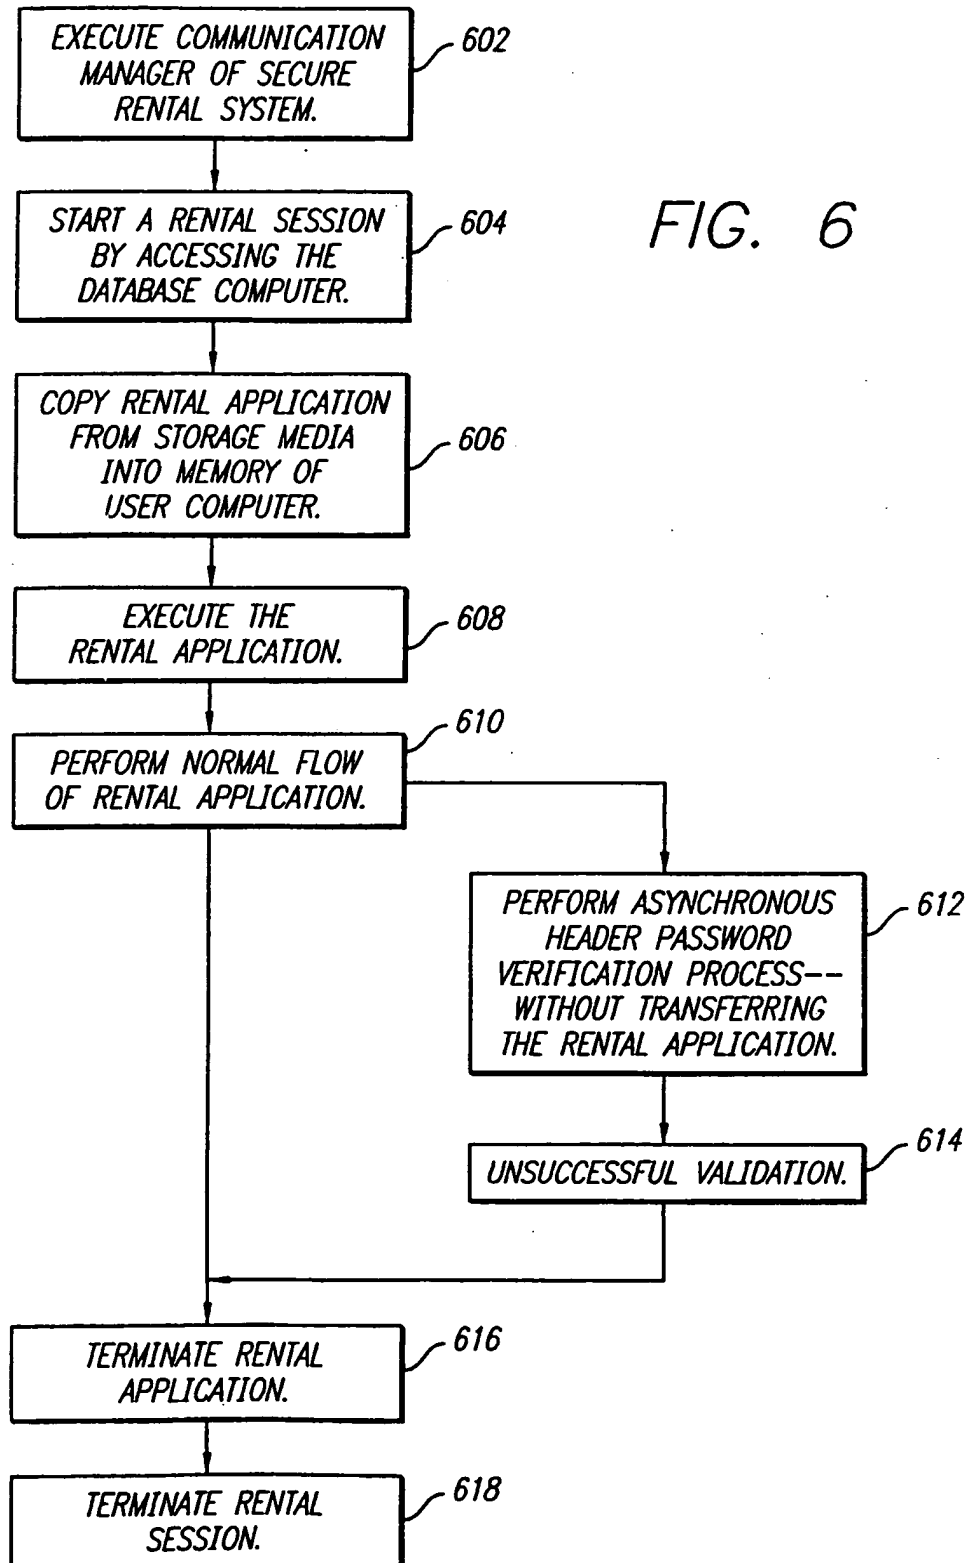 EXECUTE COMMUNICATION
MANAGER OF SECURE
RENTAL SYSTEM.
602
START A RENTAL SESSION
BY ACCESSING THE
DATABASE COMPUTER.
604
FIG. 6
COPY RENTAL APPLICATION
FROM STORAGE MEDIA
INTO MEMORY OF
USER COMPUTER.
606
EXECUTE THE
RENTAL APPLICATION.
608
PERFORM NORMAL FLOW
OF RENTAL APPLICATION.
610
PERFORM ASYNCHRONOUS
HEADER PASSWORD
VERIFICATION PROCESS--
WITHOUT TRANSFERRING
THE RENTAL APPLICATION.
612
UNSUCCESSFUL VALIDATION.
614
TERMINATE RENTAL
APPLICATION.
616
TERMINATE RENTAL
SESSION.
618